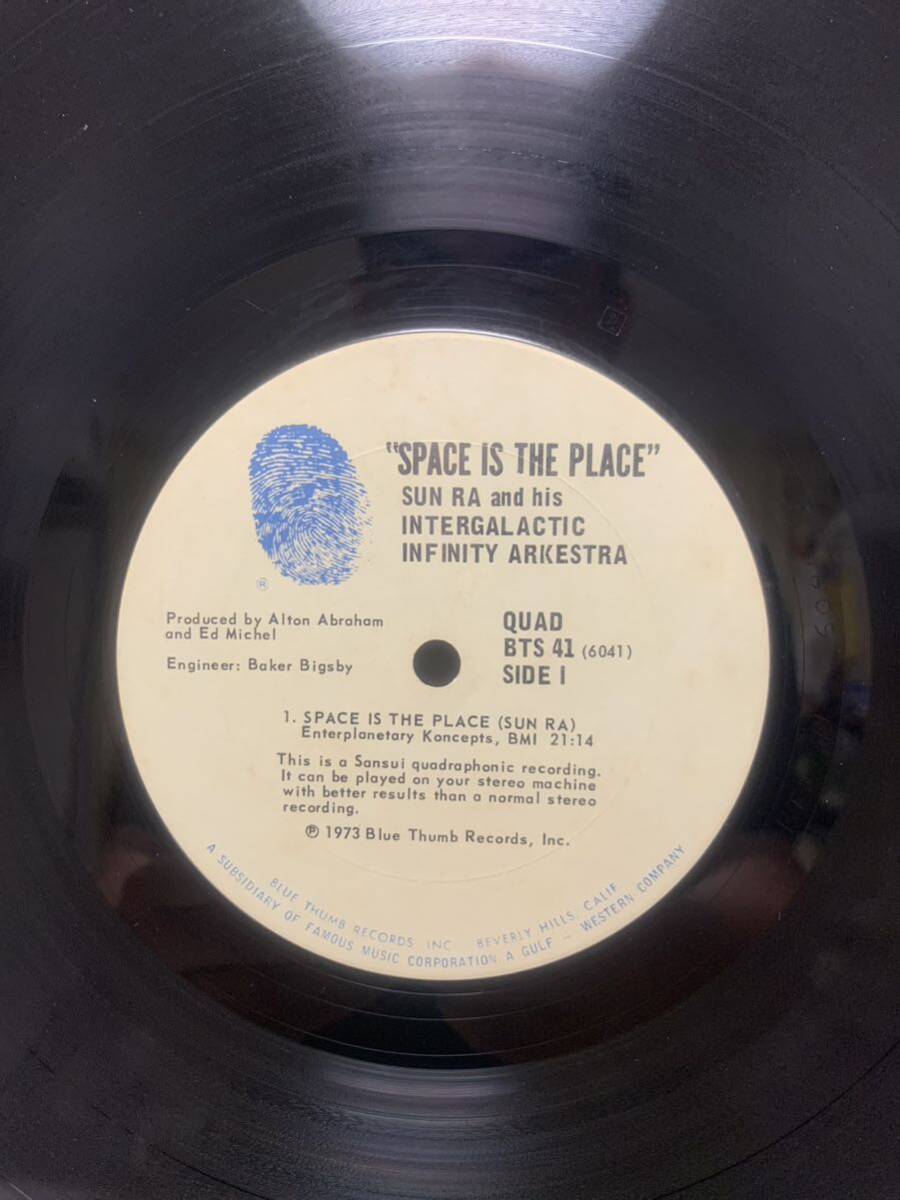 "SPACE IS THE PLACE"
SUN RA and his
INTERGALACTIC
INFINITY ARKESTRA
®
Produced by Alton Abraham
and Ed Michel
Engineer: Baker Bigsby
QUAD
BTS 41 (6041)
SIDE I
1. SPACE IS THE PLACE (SUN RA)
Enterplanetary Koncepts, BMI 21:14
This is a Sansui quadraphonic recording.
It can be played on your stereo machine
with better results than a normal stereo
recording.
℗ 1973 Blue Thumb Records, Inc.
BLUE THUMB RECORDS INC BEVERLY HILLS, CALIF.
A SUBSIDIARY OF FAMOUS MUSIC CORPORATION A GULF - WESTERN COMPANY